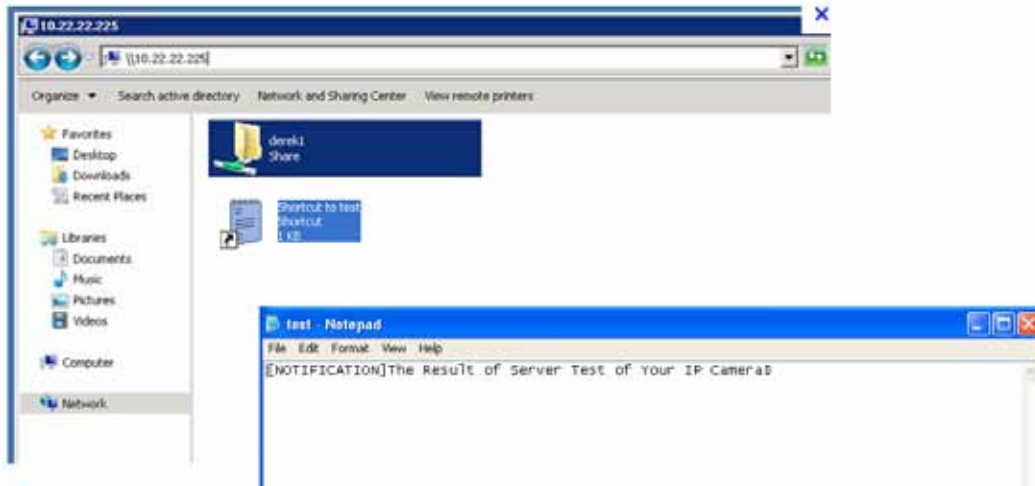 10.22.22.225
\\10.22.22.225
Organize Search active directory Network and Sharing Center View remote printers
Favorites
Desktop
Downloads
Recent Places
Libraries
Documents
Music
Pictures
Videos
Computer
Network
derek1
Share
Shortcut to test
Shortcut
1 KB
test - Notepad
File Edit Format View Help
[NOTIFICATION]The Result of Server Test of Your IP Camera